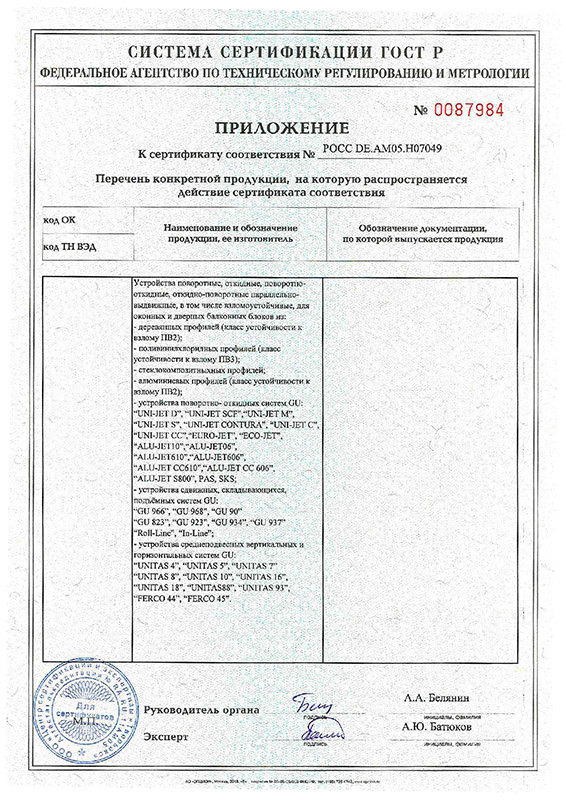 СИСТЕМА СЕРТИФИКАЦИИ ГОСТ Р
ФЕДЕРАЛЬНОЕ АГЕНТСТВО ПО ТЕХНИЧЕСКОМУ РЕГУЛИРОВАНИЮ И МЕТРОЛОГИИ
№ 0087984
ПРИЛОЖЕНИЕ
К сертификату соответствия № РОСС DE.АМ05.Н07049
Перечень конкретной продукции, на которую распространяется
действие сертификата соответствия
код ОК
код ТН ВЭД
Наименование и обозначение
продукции, ее изготовитель
Обозначение документации,
по которой выпускается продукция
Устройства поворотные, откидные, поворотно-
откидные, откидно-поворотные параллельно-
выдвижные, в том числе взломоустойчивые, для
оконных и дверных балконных блоков из:
- деревянных профилей (класс устойчивости к
взлому ПВ2);
- поливинилхлоридных профилей (класс
устойчивости к взлому ПВ3);
- стеклокомпозитныхных профилей;
- алюминиевых профилей (класс устойчивости к
взлому ПВ2);
- устройства поворотно- откидных систем GU:
"UNI-JET D", "UNI-JET SCF","UNI-JET M",
"UNI-JET S", "UNI-JET CONTURA", "UNI-JET C",
"UNI-JET CC","EURO-JET", "ECO-JET",
"ALU-JET10","ALU-JET06",
"ALU-JET610","ALU-JET606",
"ALU-JET CC610","ALU-JET CC 606",
"ALU-JET S800", PAS, SKS;
- устройства сдвижных, складывающихся,
подъёмных систем GU:
"GU 966", "GU 968", "GU 90"
"GU 823", "GU 923", "GU 934", "GU 937"
"Roll-Line", "In-Line";
- устройства среднеподвесных вертикальных и
горизонтальных систем GU:
"UNITAS 4", "UNITAS 5", "UNITAS 7"
"UNITAS 8", "UNITAS 10", "UNITAS 16",
"UNITAS 18", "UNITAS88", "UNITAS 93",
"FERCO 44", "FERCO 45".
Для
сертификатов
М.П.
Руководитель органа
подпись
А.А. Белянин
инициалы, фамилия
Эксперт
подпись
А.Ю. Батюков
инициалы, фамилия